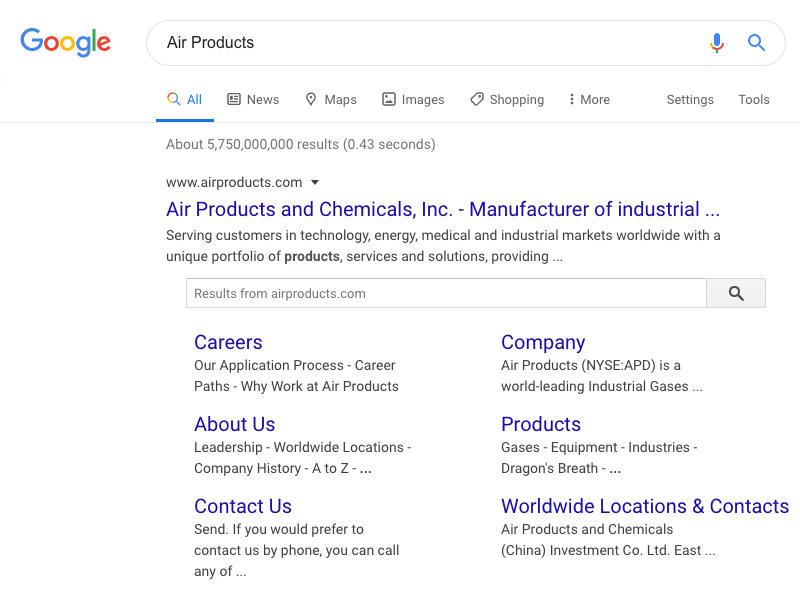 Google
Air Products
All News Maps Images Shopping More Settings Tools
About 5,750,000,000 results (0.43 seconds)
www.airproducts.com
Air Products and Chemicals, Inc. - Manufacturer of industrial ...
Serving customers in technology, energy, medical and industrial markets worldwide with a
unique portfolio of products, services and solutions, providing ...
Results from airproducts.com
Careers
Our Application Process - Career
Paths - Why Work at Air Products
Company
Air Products (NYSE:APD) is a
world-leading Industrial Gases ...
About Us
Leadership - Worldwide Locations -
Company History - A to Z - ...
Products
Gases - Equipment - Industries -
Dragon's Breath - ...
Contact Us
Send. If you would prefer to
contact us by phone, you can call
any of ...
Worldwide Locations & Contacts
Air Products and Chemicals
(China) Investment Co. Ltd. East ...